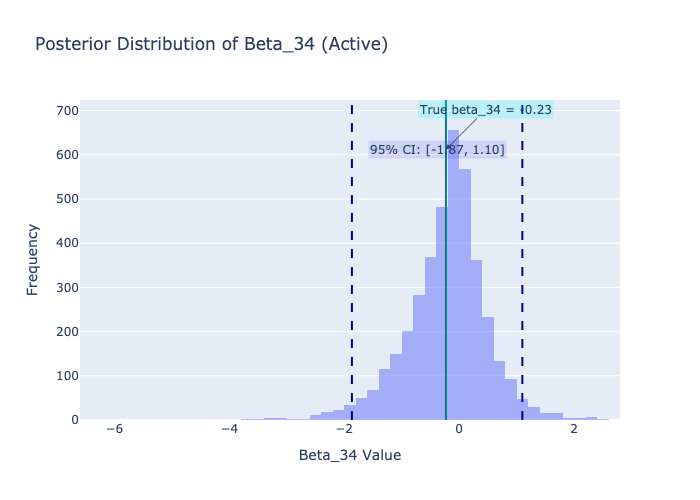 Posterior Distribution of Beta_34 (Active)
True beta_34 = -0.23
95% CI: [-1.87, 1.10]
700
600
500
400
300
200
100
0
Frequency
−6
−4
−2
0
2
Beta_34 Value